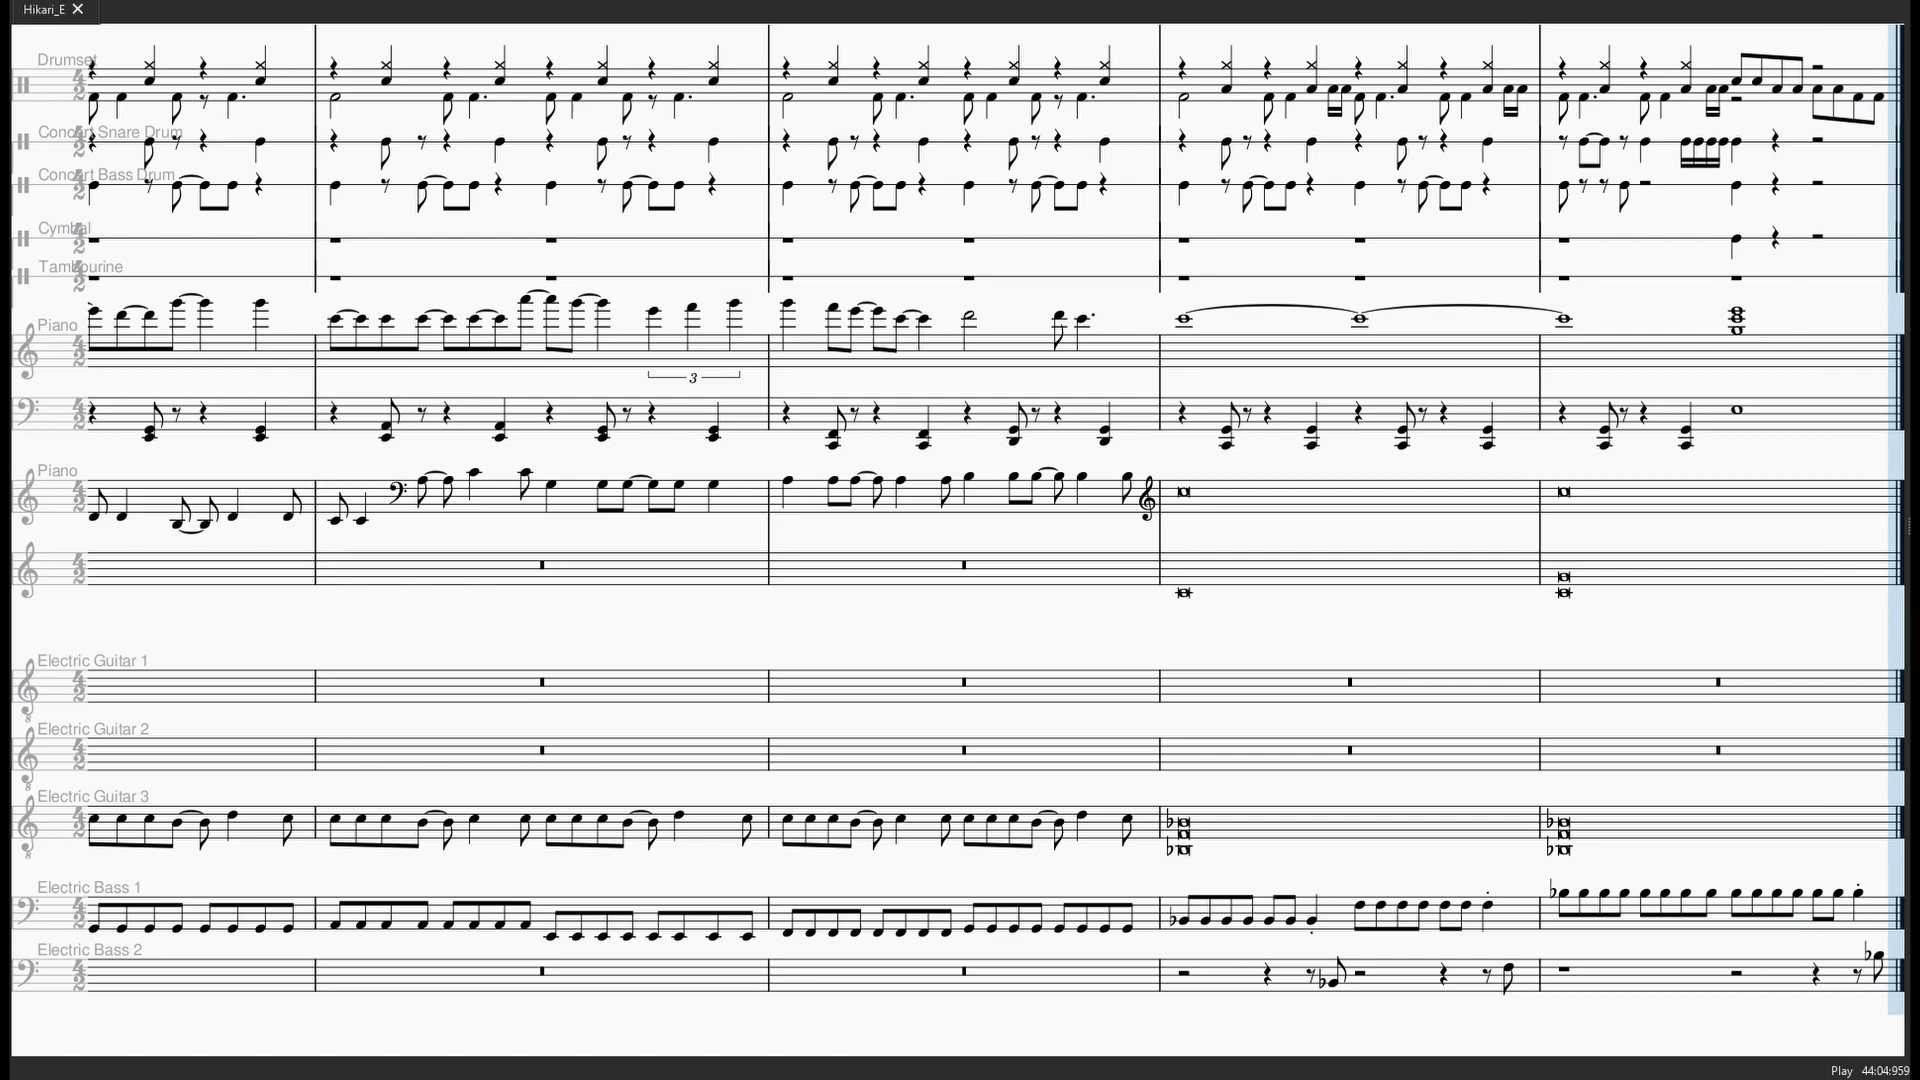 Hikari_E
Drumset
Concert Snare Drum
Concert Bass Drum
Cymbal
Tambourine
Piano
3
Piano
Electric Guitar 1
Electric Guitar 2
Electric Guitar 3
Electric Bass 1
Electric Bass 2
Play 44:04:959